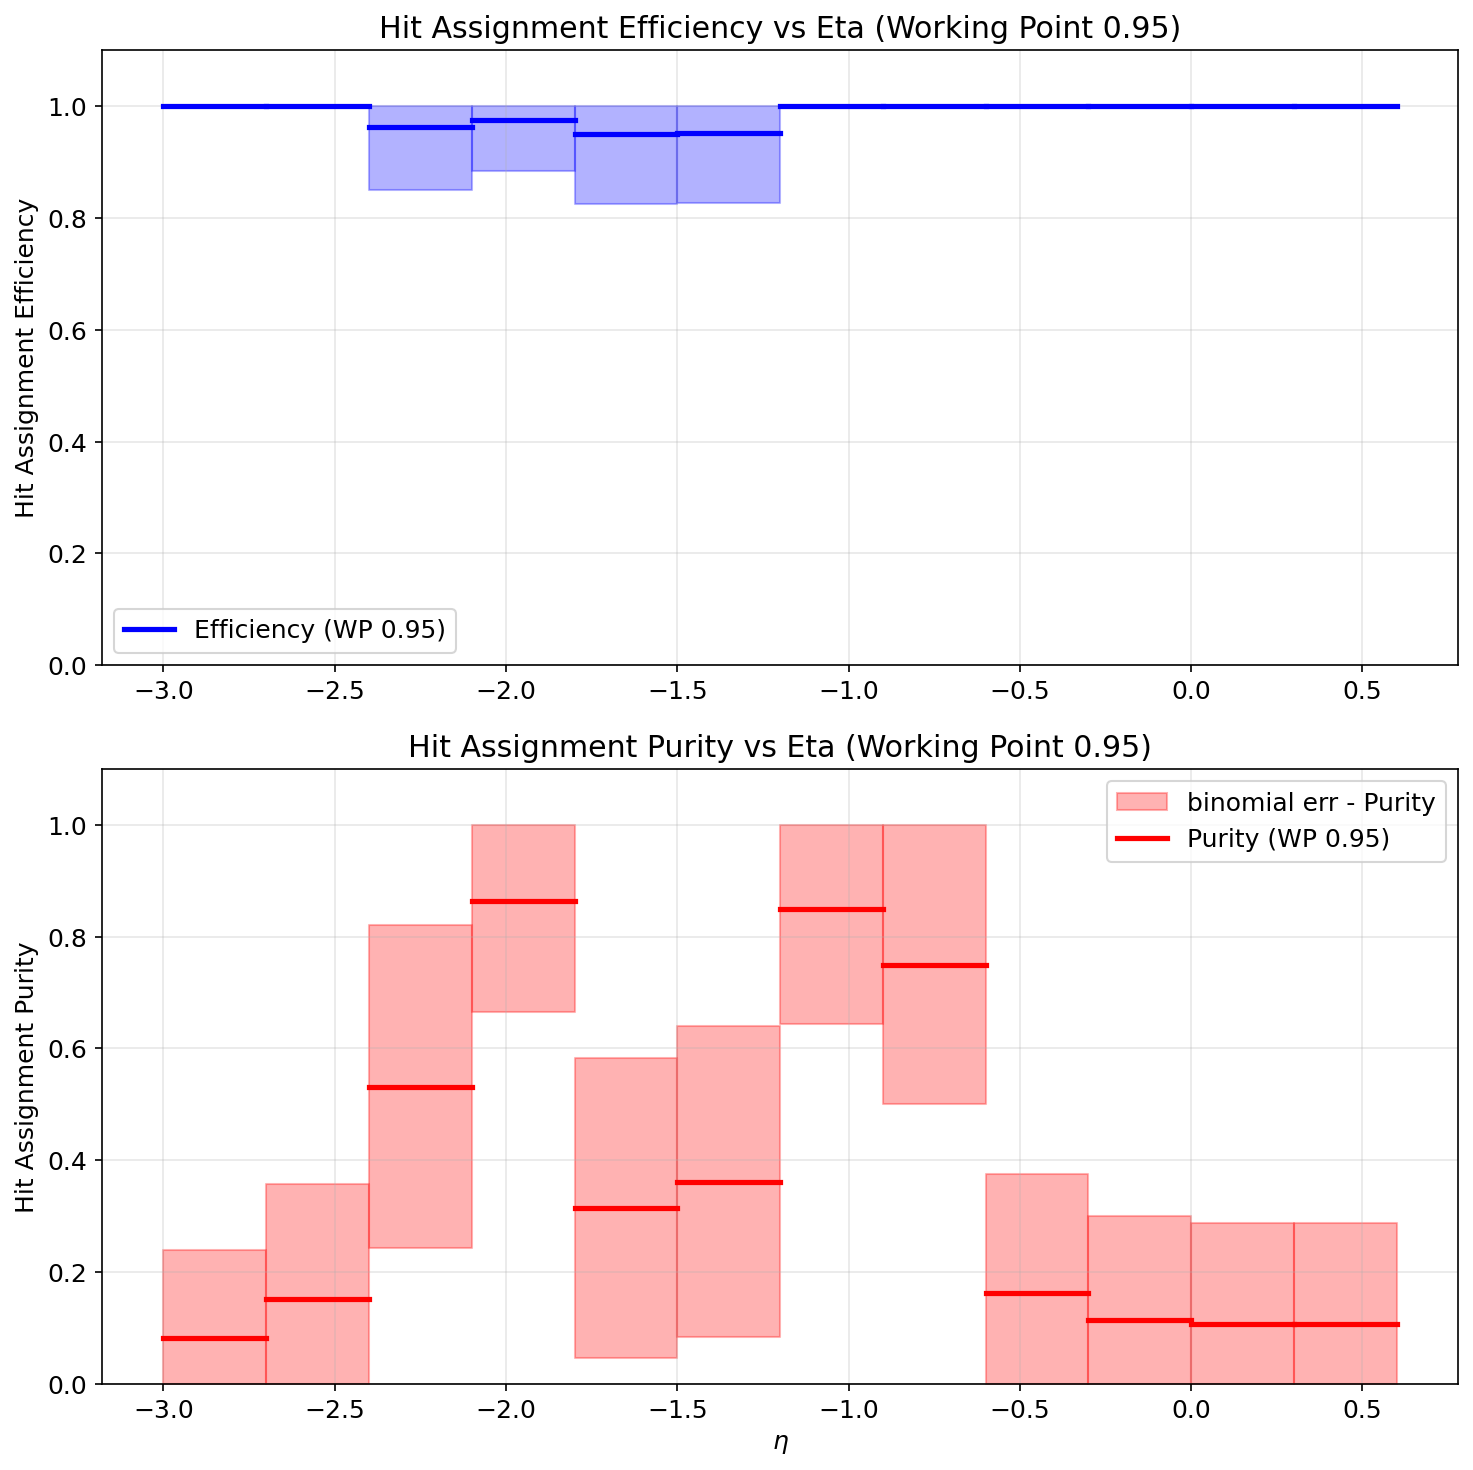 Hit Assignment Efficiency vs Eta (Working Point 0.95)
Hit Assignment Efficiency
1.0
0.8
0.6
0.4
0.2
0.0
Efficiency (WP 0.95)
−3.0 −2.5 −2.0 −1.5 −1.0 −0.5 0.0 0.5
Hit Assignment Purity vs Eta (Working Point 0.95)
Hit Assignment Purity
1.0
0.8
0.6
0.4
0.2
0.0
binomial err - Purity
Purity (WP 0.95)
−3.0 −2.5 −2.0 −1.5 −1.0 −0.5 0.0 0.5
η